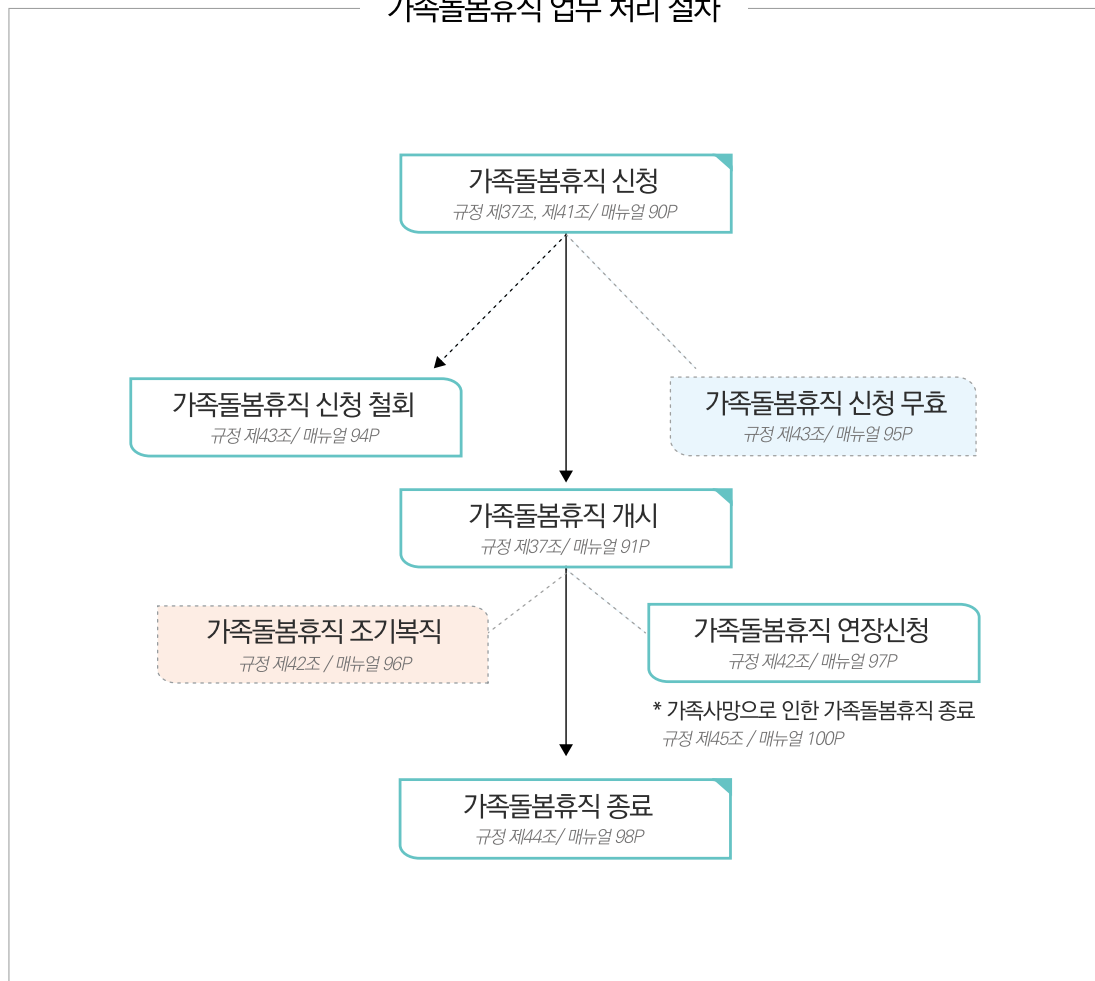 가족돌봄휴직 업무 처리 절차
가족돌봄휴직 신청
규정 제37조, 제41조/ 매뉴얼 90P
가족돌봄휴직 신청 철회
규정 제43조/ 매뉴얼 94P
가족돌봄휴직 신청 무효
규정 제43조/ 매뉴얼 95P
가족돌봄휴직 개시
규정 제37조/ 매뉴얼 91P
가족돌봄휴직 조기복직
규정 제42조 / 매뉴얼 96P
가족돌봄휴직 연장신청
규정 제42조/ 매뉴얼 97P
* 가족사망으로 인한 가족돌봄휴직 종료
규정 제45조 / 매뉴얼 100P
가족돌봄휴직 종료
규정 제44조/ 매뉴얼 98P